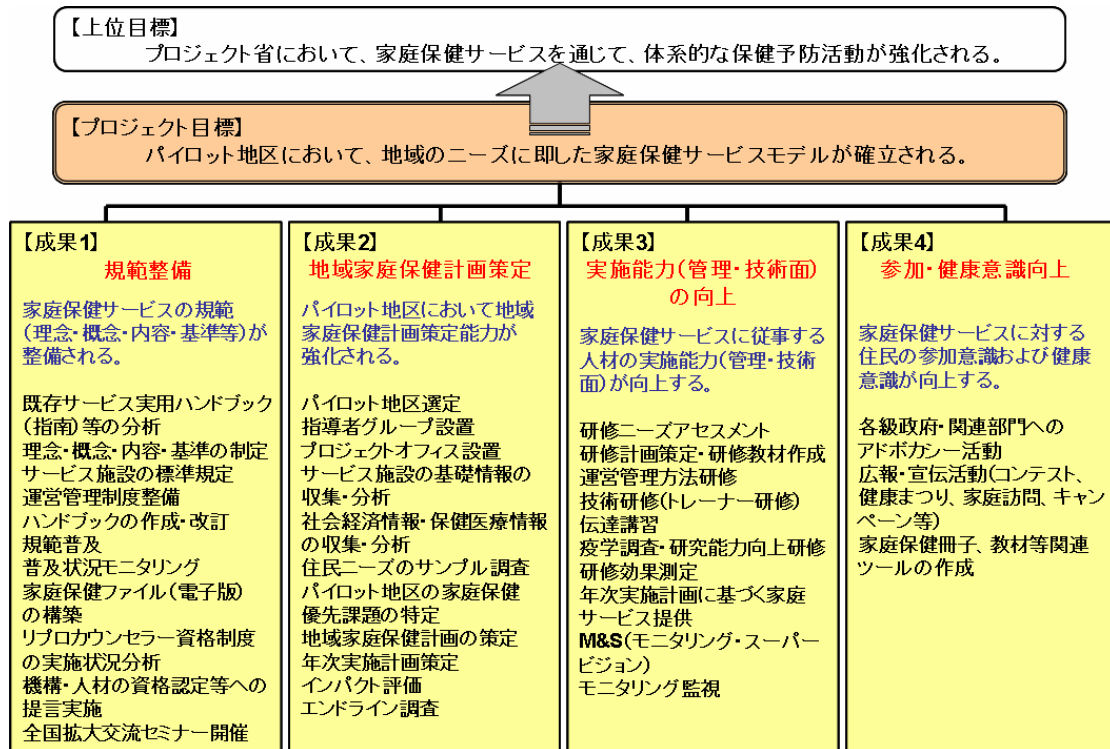 【上位目標】
プロジェクト省において、家庭保健サービスを通じて、体系的な保健予防活動が強化される。
【プロジェクト目標】
パイロット地区において、地域のニーズに即した家庭保健サービスモデルが確立される。
【成果1】
規範整備
家庭保健サービスの規範
(理念・概念・内容・基準等)が
整備される。
既存サービス実用ハンドブック
(指南)等の分析
理念・概念・内容・基準の制定
サービス施設の標準規定
運営管理制度整備
ハンドブックの作成・改訂
規範普及
普及状況モニタリング
家庭保健ファイル(電子版)
の構築
リプロカウンセラー資格制度
の実施状況分析
機構・人材の資格認定等への
提言実施
全国拡大交流セミナー開催
【成果2】
地域家庭保健計画策定
パイロット地区において地域
家庭保健計画策定能力が
強化される。
パイロット地区選定
指導者グループ設置
プロジェクトオフィス設置
サービス施設の基礎情報の
収集・分析
社会経済情報・保健医療情報
の収集・分析
住民ニーズのサンプル調査
パイロット地区の家庭保健
優先課題の特定
地域家庭保健計画の策定
年次実施計画策定
インパクト評価
エンドライン調査
【成果3】
実施能力(管理・技術面)
の向上
家庭保健サービスに従事する
人材の実施能力(管理・技術
面)が向上する。
研修ニーズアセスメント
研修計画策定・研修教材作成
運営管理方法研修
技術研修(トレーナー研修)
伝達講習
疫学調査・研究能力向上研修
研修効果測定
年次実施計画に基づく家庭
サービス提供
M&S(モニタリング・スーパー
ビジョン)
モニタリング監視
【成果4】
参加・健康意識向上
家庭保健サービスに対する
住民の参加意識および健康
意識が向上する。
各級政府・関連部門への
アドボカシー活動
広報・宣伝活動(コンテスト、
健康まつり、家庭訪問、キャン
ペーン等)
家庭保健冊子、教材等関連
ツールの作成